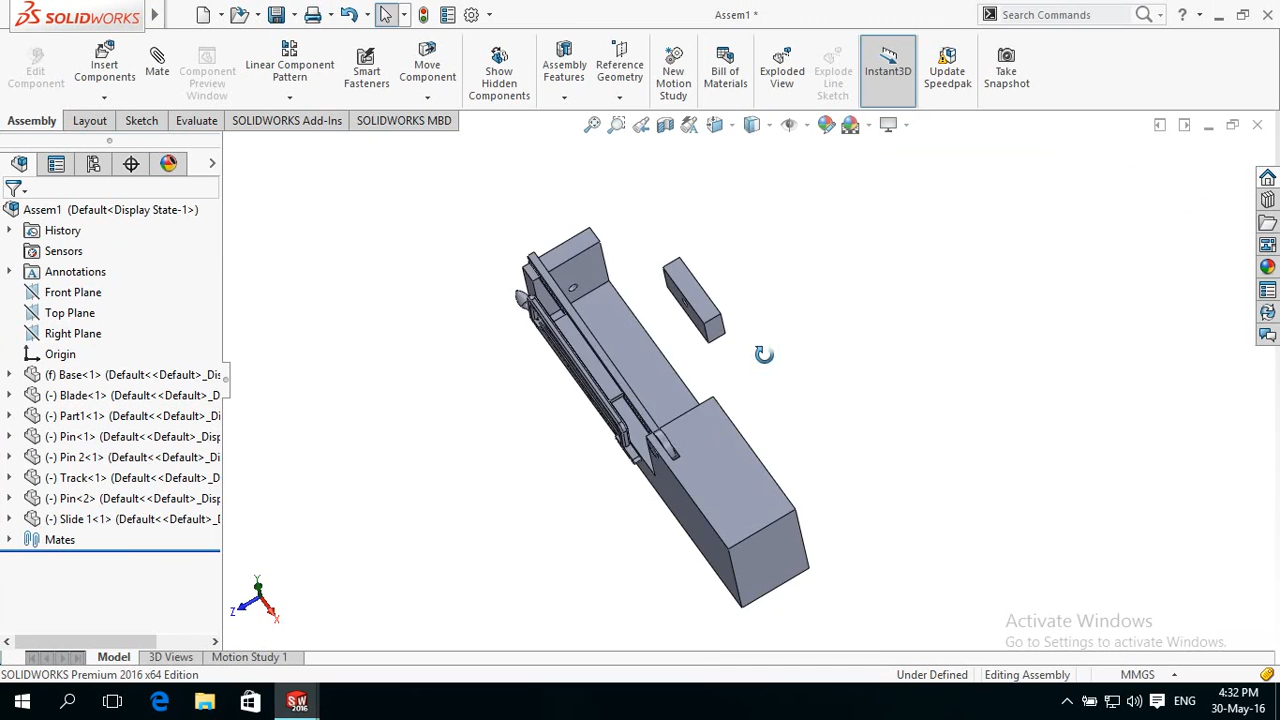 SOLIDWORKS
Assem1 *
Search Commands
Edit Component
Insert Components
Mate
Component Preview Window
Linear Component Pattern
Smart Fasteners
Move Component
Show Hidden Components
Assembly Features
Reference Geometry
New Motion Study
Bill of Materials
Exploded View
Explode Line Sketch
Instant3D
Update Speedpak
Take Snapshot
Assembly
Layout
Sketch
Evaluate
SOLIDWORKS Add-Ins
SOLIDWORKS MBD
Assem1 (Default<Display State-1>)
History
Sensors
A Annotations
Front Plane
Top Plane
Right Plane
Origin
(f) Base<1> (Default<<Default>_Dis
(-) Blade<1> (Default<<Default>_D
(-) Part1<1> (Default<<Default>_D
(-) Pin<1> (Default<<Default>_Disp
(-) Pin 2<1> (Default<<Default>_D
(-) Track<1> (Default<<Default>_D
(-) Pin<2> (Default<<Default>_Disp
(-) Slide 1<1> (Default<<Default>_D
Mates
Y
Z
X
Activate Windows
Go to Settings to activate Windows.
Model
3D Views
Motion Study 1
SOLIDWORKS Premium 2016 x64 Edition
Under Defined
Editing Assembly
MMGS
SW
2016
ENG
4:32 PM
30-May-16